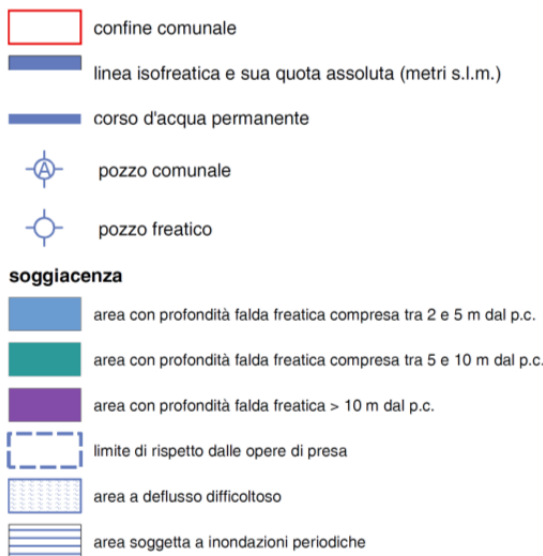 confine comunale
linea isofreatica e sua quota assoluta (metri s.l.m.)
corso d'acqua permanente
A
pozzo comunale
pozzo freatico
soggiacenza
area con profondità falda freatica compresa tra 2 e 5 m dal p.c.
area con profondità falda freatica compresa tra 5 e 10 m dal p.c.
area con profondità falda freatica > 10 m dal p.c.
limite di rispetto dalle opere di presa
area a deflusso difficoltoso
area soggetta a inondazioni periodiche